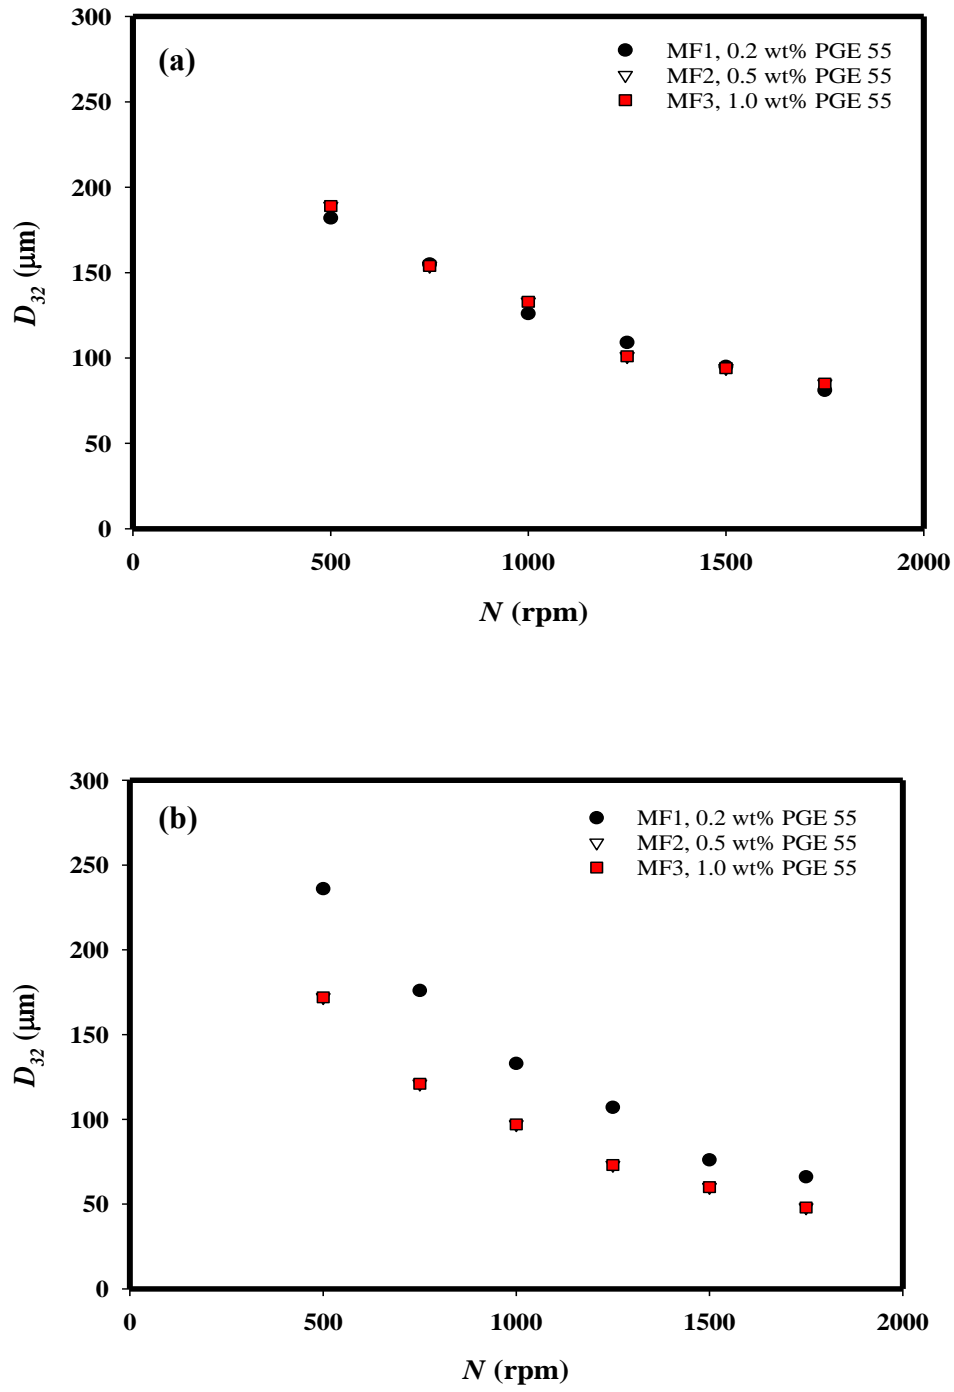 300
(a)
MF1, 0.2 wt% PGE 55
MF2, 0.5 wt% PGE 55
MF3, 1.0 wt% PGE 55
250
200
150
100
50
0
D32 (μm)
0 500 1000 1500 2000
N (rpm)
300
(b)
MF1, 0.2 wt% PGE 55
MF2, 0.5 wt% PGE 55
MF3, 1.0 wt% PGE 55
250
200
150
100
50
0
D32 (μm)
0 500 1000 1500 2000
N (rpm)